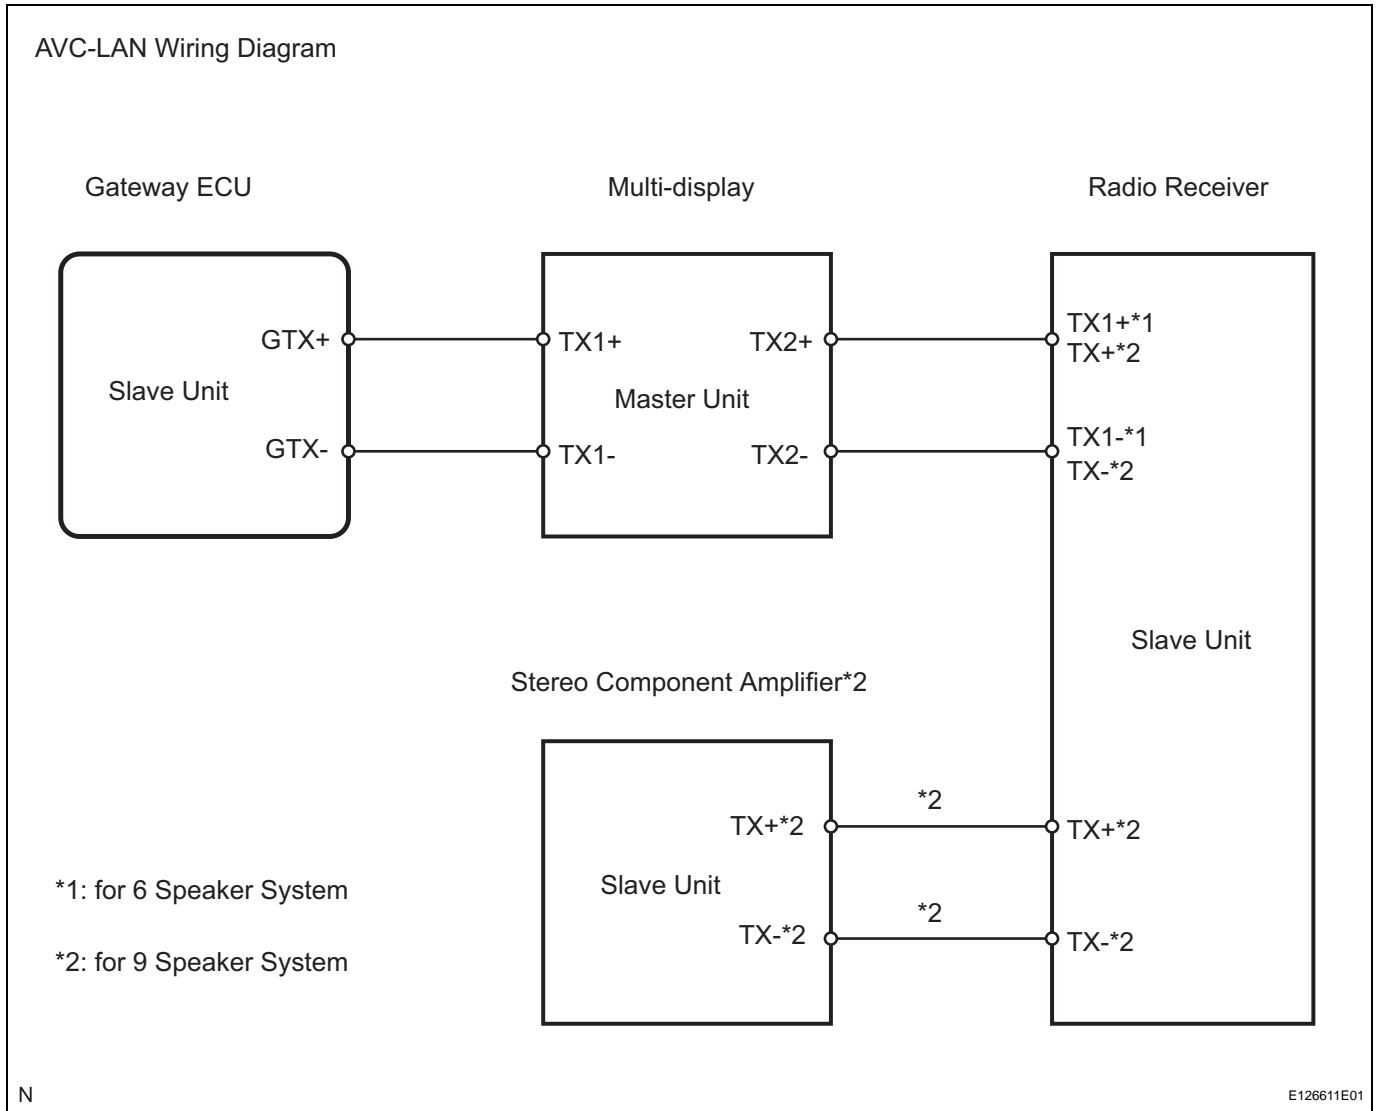 AVC-LAN Wiring Diagram
Gateway ECU
Multi-display
Radio Receiver
GTX+
Slave Unit
GTX-
TX1+
TX2+
Master Unit
TX1-
TX2-
TX1+*1
TX+*2
TX1-*1
TX-*2
Slave Unit
Stereo Component Amplifier*2
TX+*2
Slave Unit
TX-*2
*2
*2
TX+*2
TX-*2
*1: for 6 Speaker System
*2: for 9 Speaker System
N
E126611E01